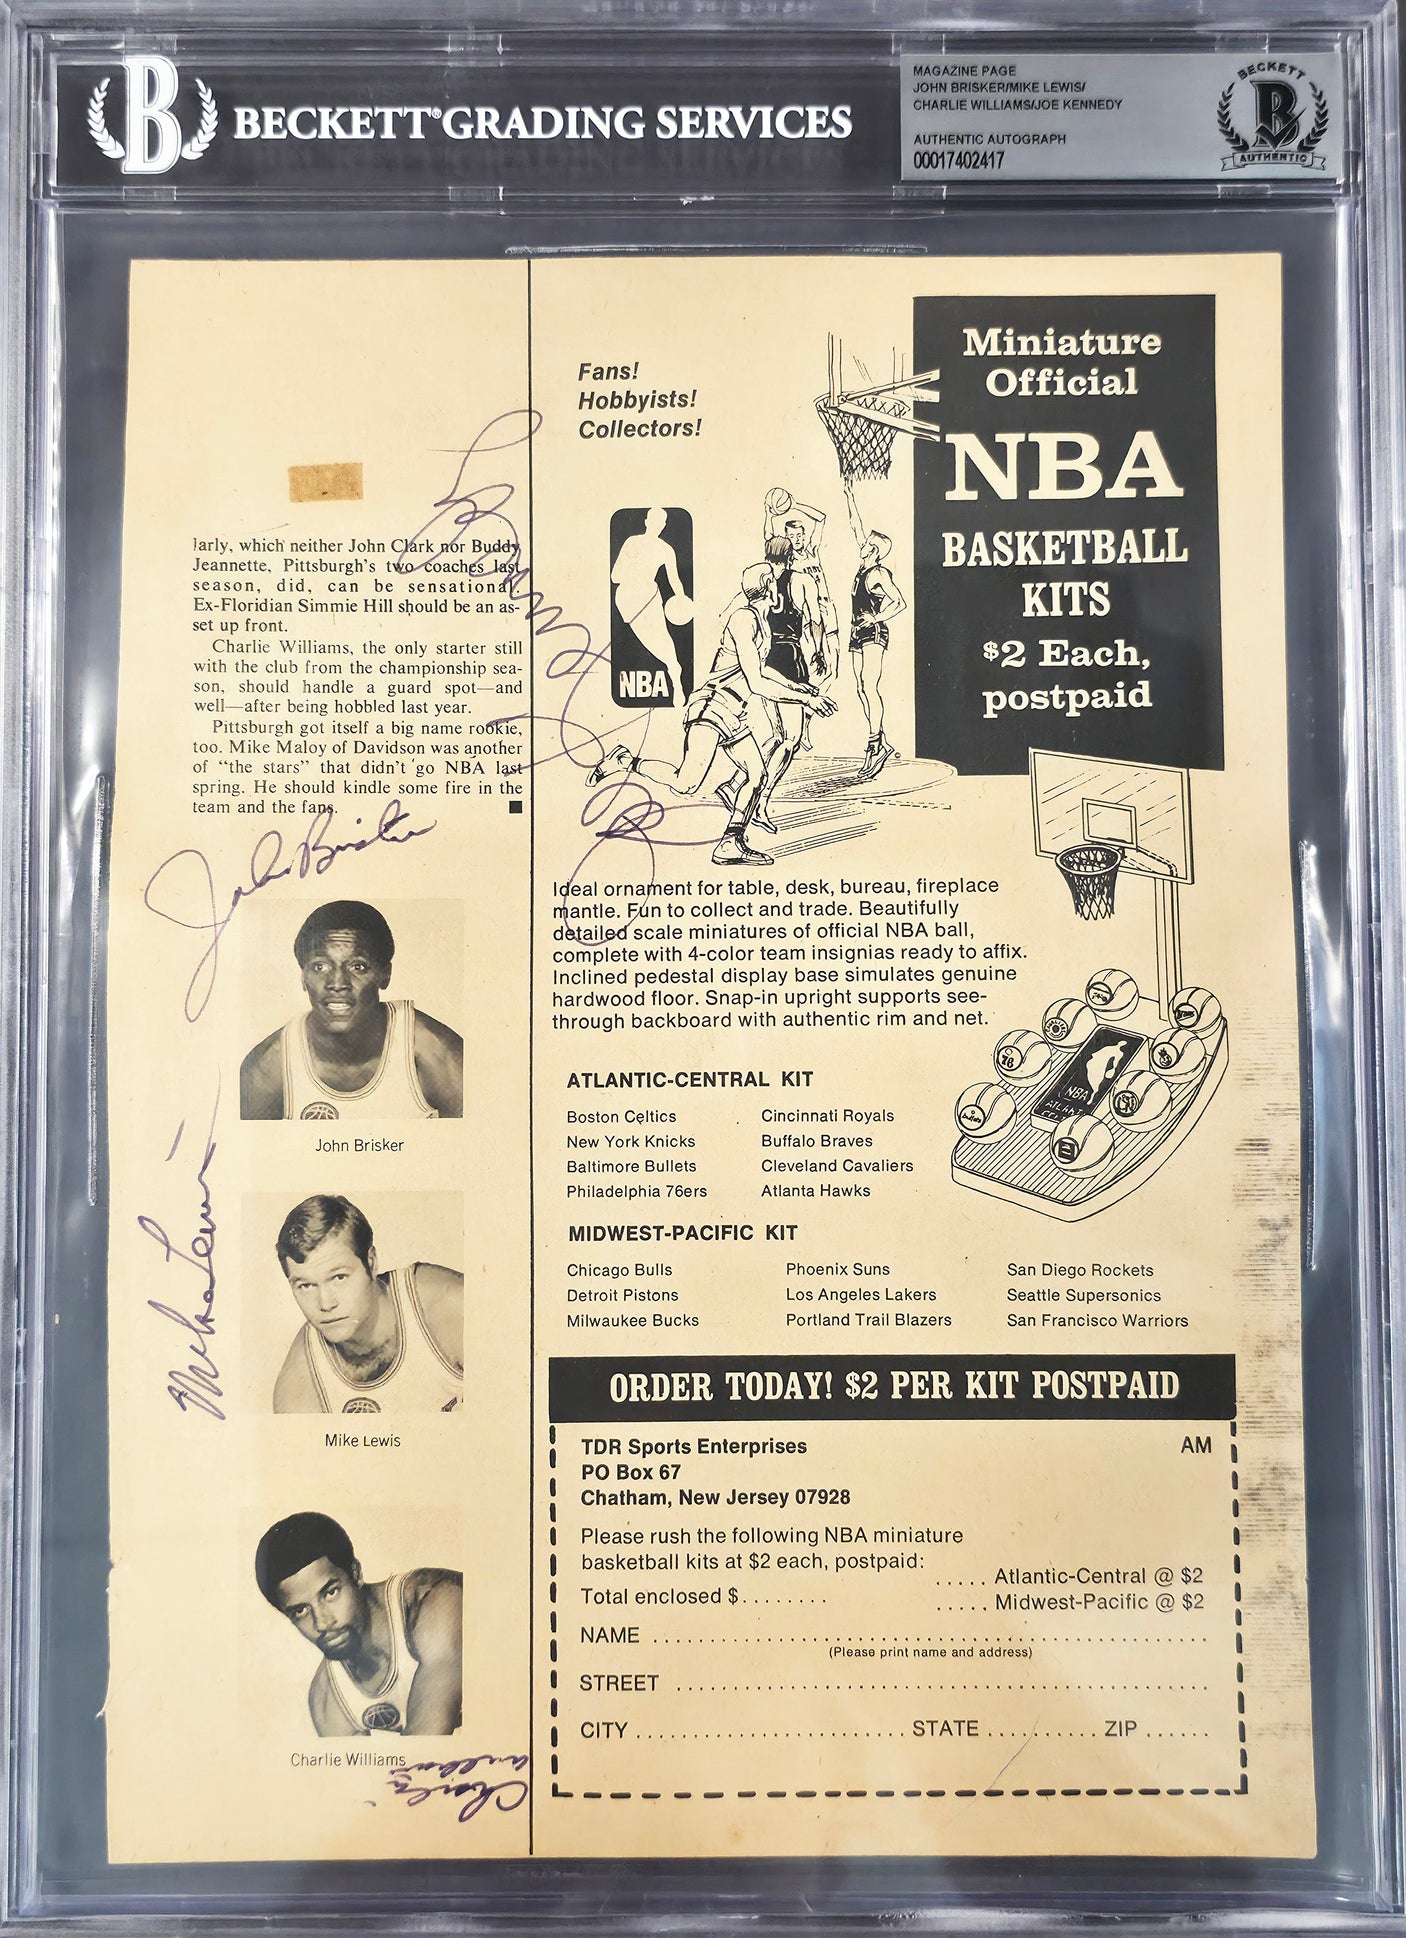 B BECKETT® GRADING SERVICES
MAGAZINE PAGE
JOHN BRISKER/MIKE LEWIS/
CHARLIE WILLIAMS/JOE KENNEDY
AUTHENTIC AUTOGRAPH
00017402417
BECKETT
B
AUTHENTIC
larly, which neither John Clark nor Buddy
Jeannette, Pittsburgh's two coaches last
season, did, can be sensational.
Ex-Floridian Simmie Hill should be an as-
set up front.
Charlie Williams, the only starter still
with the club from the championship sea-
son, should handle a guard spot—and
well—after being hobbled last year.
Pittsburgh got itself a big name rookie,
too. Mike Maloy of Davidson was another
of "the stars" that didn't go NBA last
spring. He should kindle some fire in the
team and the fans.
John Brisker
John Brisker
Mike Lewis
Mike Lewis
Charlie Williams
Charlie
Williams
Fans!
Hobbyists!
Collectors!
NBA
Miniature
Official
NBA
BASKETBALL
KITS
$2 Each,
postpaid
Ideal ornament for table, desk, bureau, fireplace
mantle. Fun to collect and trade. Beautifully
detailed scale miniatures of official NBA ball,
complete with 4-color team insignias ready to affix.
Inclined pedestal display base simulates genuine
hardwood floor. Snap-in upright supports see-
through backboard with authentic rim and net.
76
NBA
ATLANTIC-CENTRAL KIT
Boston Celtics Cincinnati Royals
New York Knicks Buffalo Braves
Baltimore Bullets Cleveland Cavaliers
Philadelphia 76ers Atlanta Hawks
MIDWEST-PACIFIC KIT
Chicago Bulls Phoenix Suns San Diego Rockets
Detroit Pistons Los Angeles Lakers Seattle Supersonics
Milwaukee Bucks Portland Trail Blazers San Francisco Warriors
ORDER TODAY! $2 PER KIT POSTPAID
TDR Sports Enterprises AM
PO Box 67
Chatham, New Jersey 07928
Please rush the following NBA miniature
basketball kits at $2 each, postpaid:
..... Atlantic-Central @ $2
Total enclosed $........ ..... Midwest-Pacific @ $2
NAME ............................................................
(Please print name and address)
STREET ..........................................................
CITY ........................ STATE .......... ZIP ......